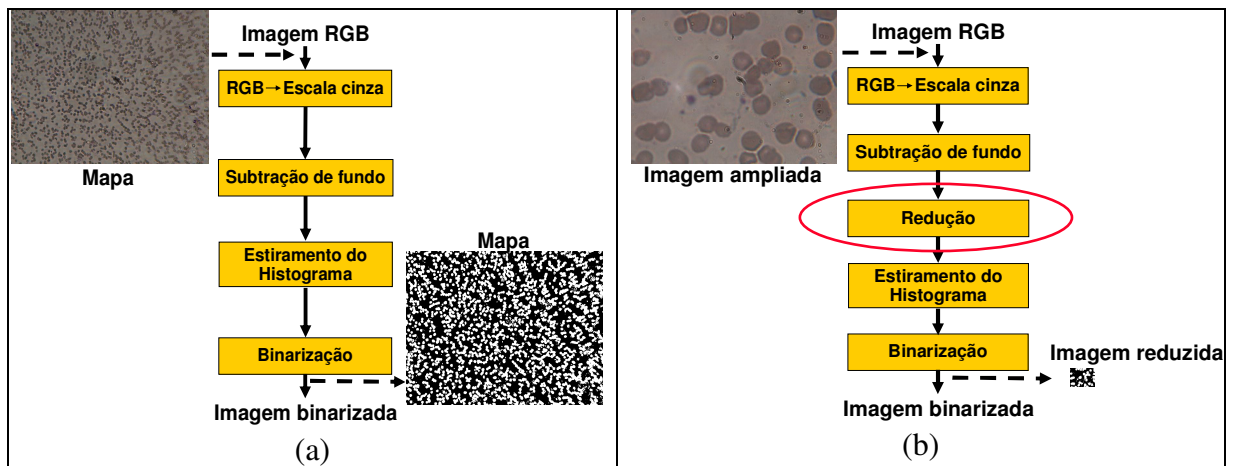 Imagem RGB
RGB→Escala cinza
Mapa
Subtração de fundo
Estiramento do
Histograma
Mapa
Binarização
Imagem binarizada
(a)
Imagem RGB
RGB→Escala cinza
Subtração de fundo
Imagem ampliada
Redução
Estiramento do
Histograma
Binarização
Imagem reduzida
Imagem binarizada
(b)